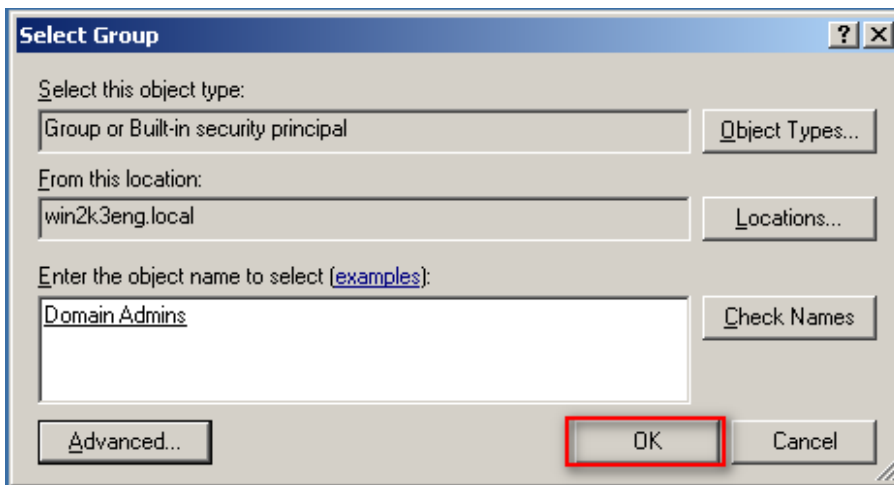 Select Group
Select this object type:
Group or Built-in security principal
Object Types...
From this location:
win2k3eng.local
Locations...
Enter the object name to select (examples):
Domain Admins
Check Names
Advanced...
OK
Cancel